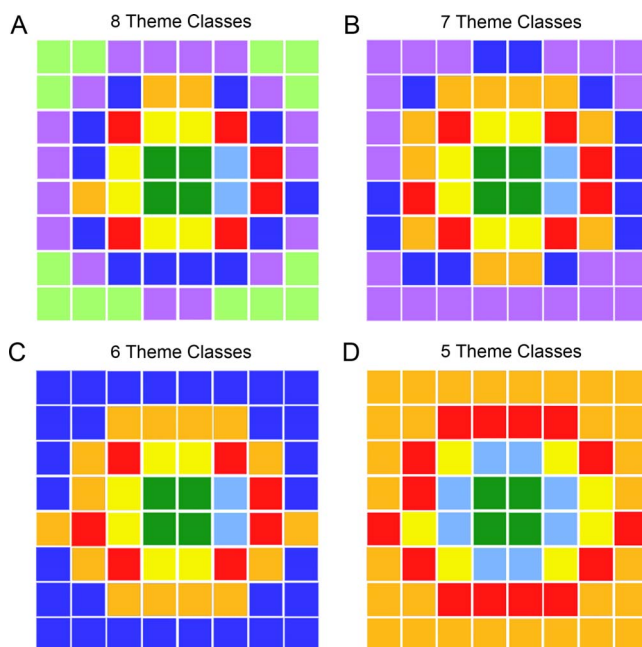 A
8 Theme Classes
B
7 Theme Classes
C
6 Theme Classes
D
5 Theme Classes